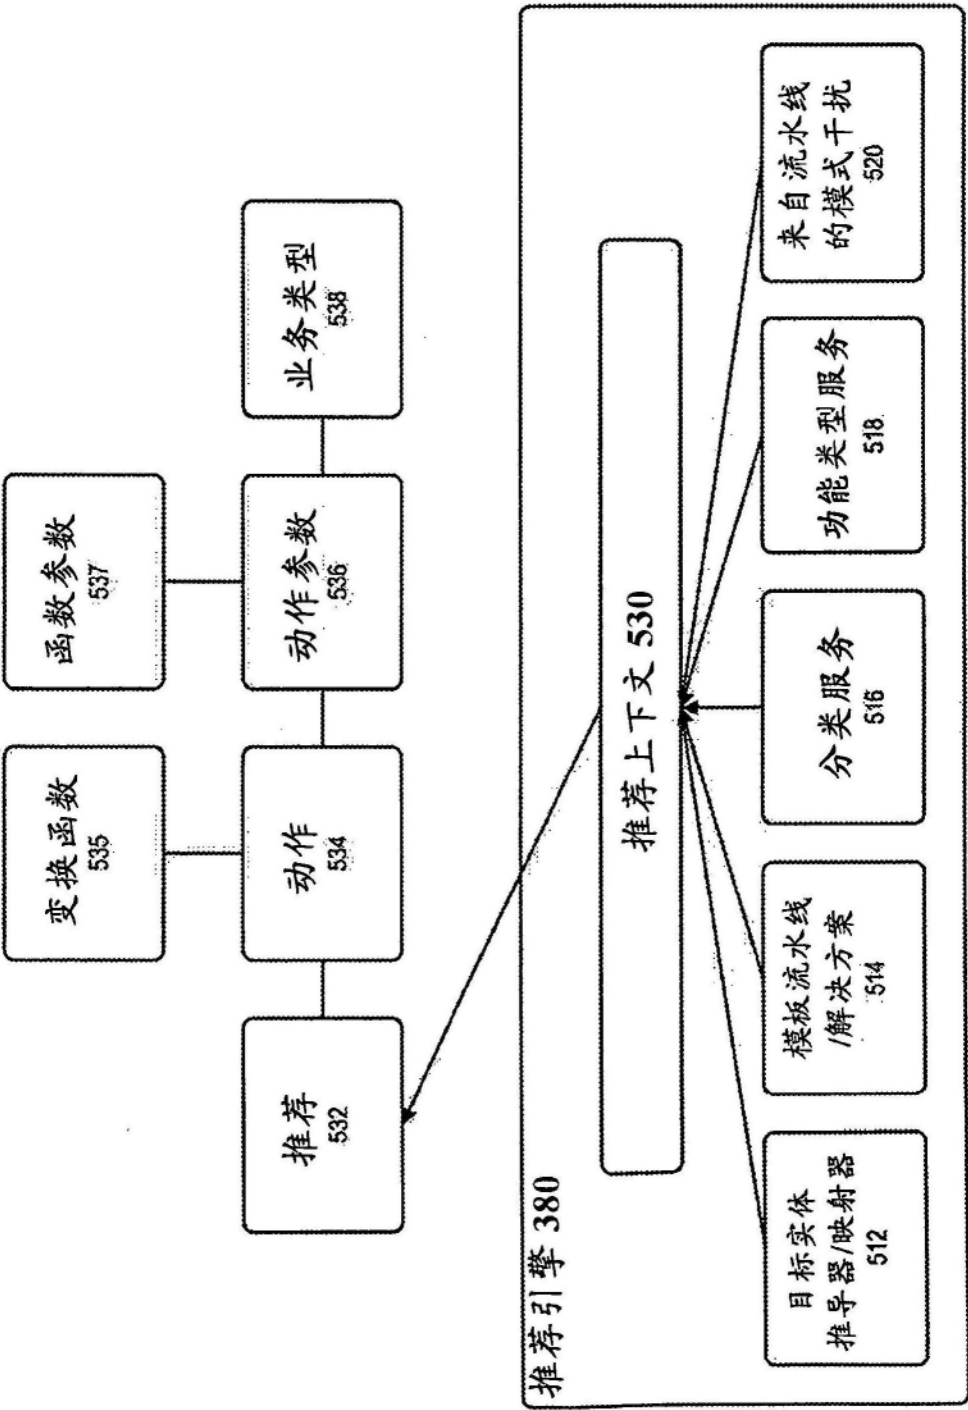 变换函数
535
函数参数
537
推荐
532
动作
534
动作参数
536
业务类型
538
推荐引擎 380
推荐上下文 530
目标实体
推导器/映射器
512
模板流水线
/解决方案
514
分类服务
516
功能类型服务
518
来自流水线
的模式干扰
520